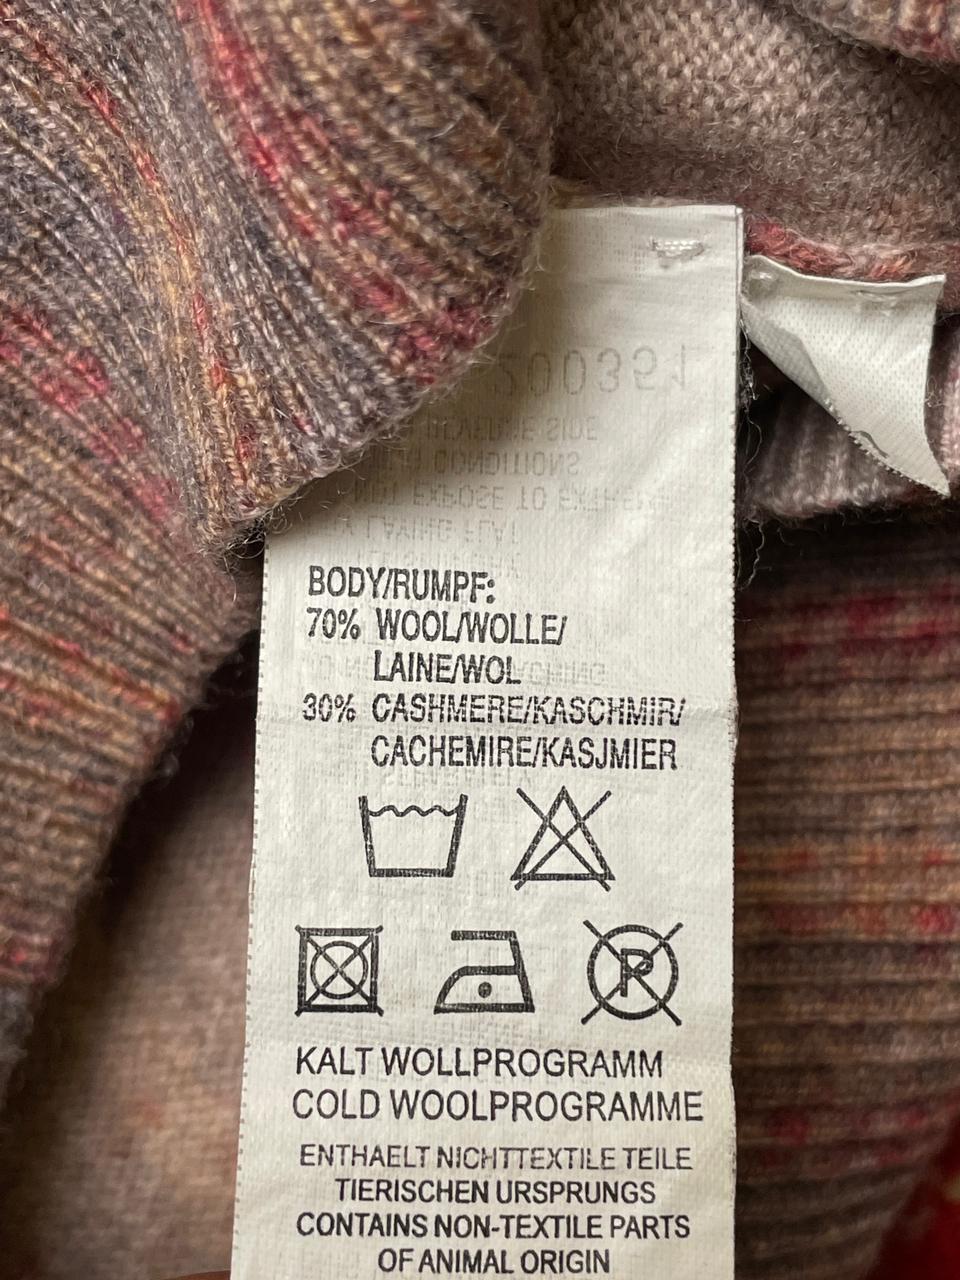 BODY/RUMPF:
70% WOOL/WOLLE/
LAINE/WOL
30% CASHMERE/KASCHMIR/
CACHEMIRE/KASJMIER
P
KALT WOLLPROGRAMM
COLD WOOLPROGRAMME
ENTHAELT NICHTTEXTILE TEILE
TIERISCHEN URSPRUNGS
CONTAINS NON-TEXTILE PARTS
OF ANIMAL ORIGIN